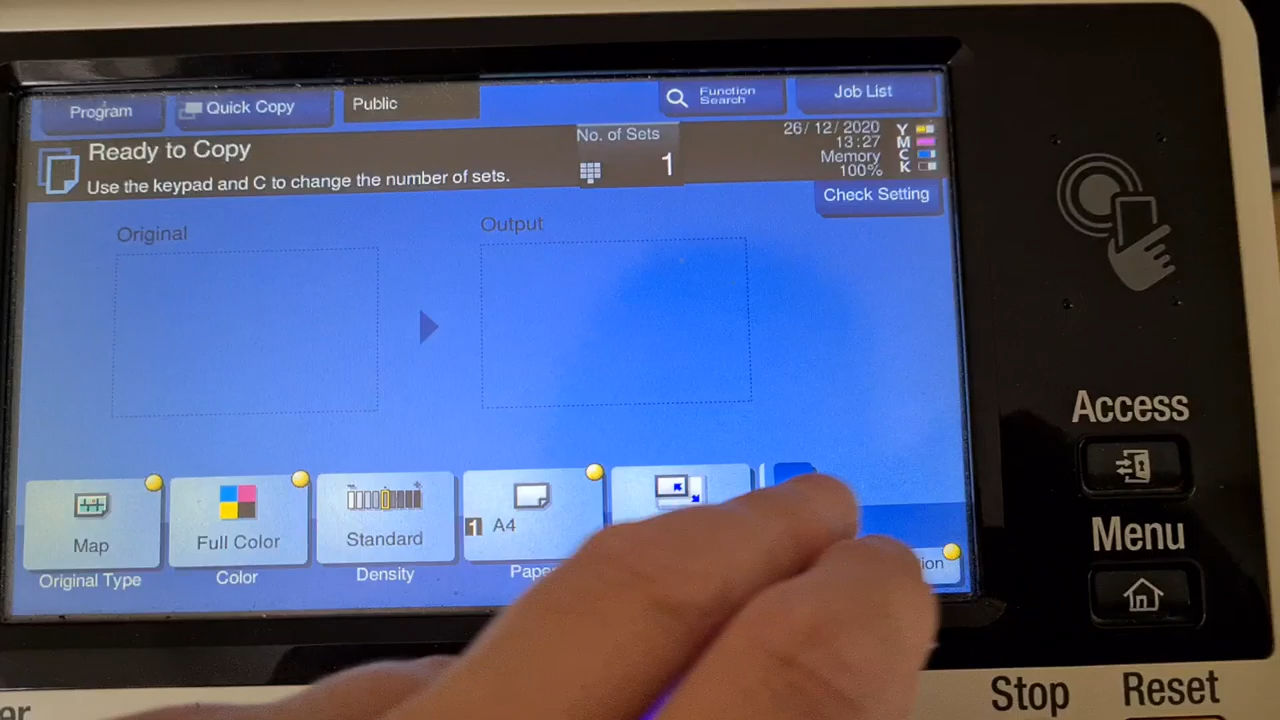 Program
Quick Copy
Public
Function Search
Job List
Ready to Copy
Use the keypad and C to change the number of sets.
No. of Sets
1
26/12/2020
13:27
Memory
100%
Y
M
C
K
Check Setting
Original
Output
Map
Full Color
Standard
1 A4
Original Type
Color
Density
Access
Menu
Stop
Reset